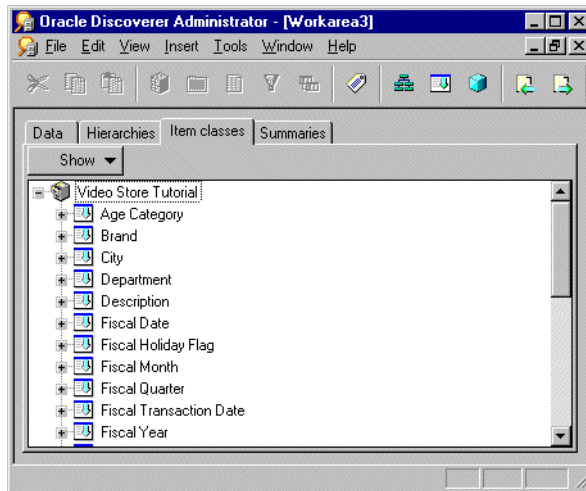 Oracle Discoverer Administrator - [Workarea3]
File Edit View Insert Tools Window Help
Data Hierarchies Item classes Summaries
Show
Video Store Tutorial
Age Category
Brand
City
Department
Description
Fiscal Date
Fiscal Holiday Flag
Fiscal Month
Fiscal Quarter
Fiscal Transaction Date
Fiscal Year